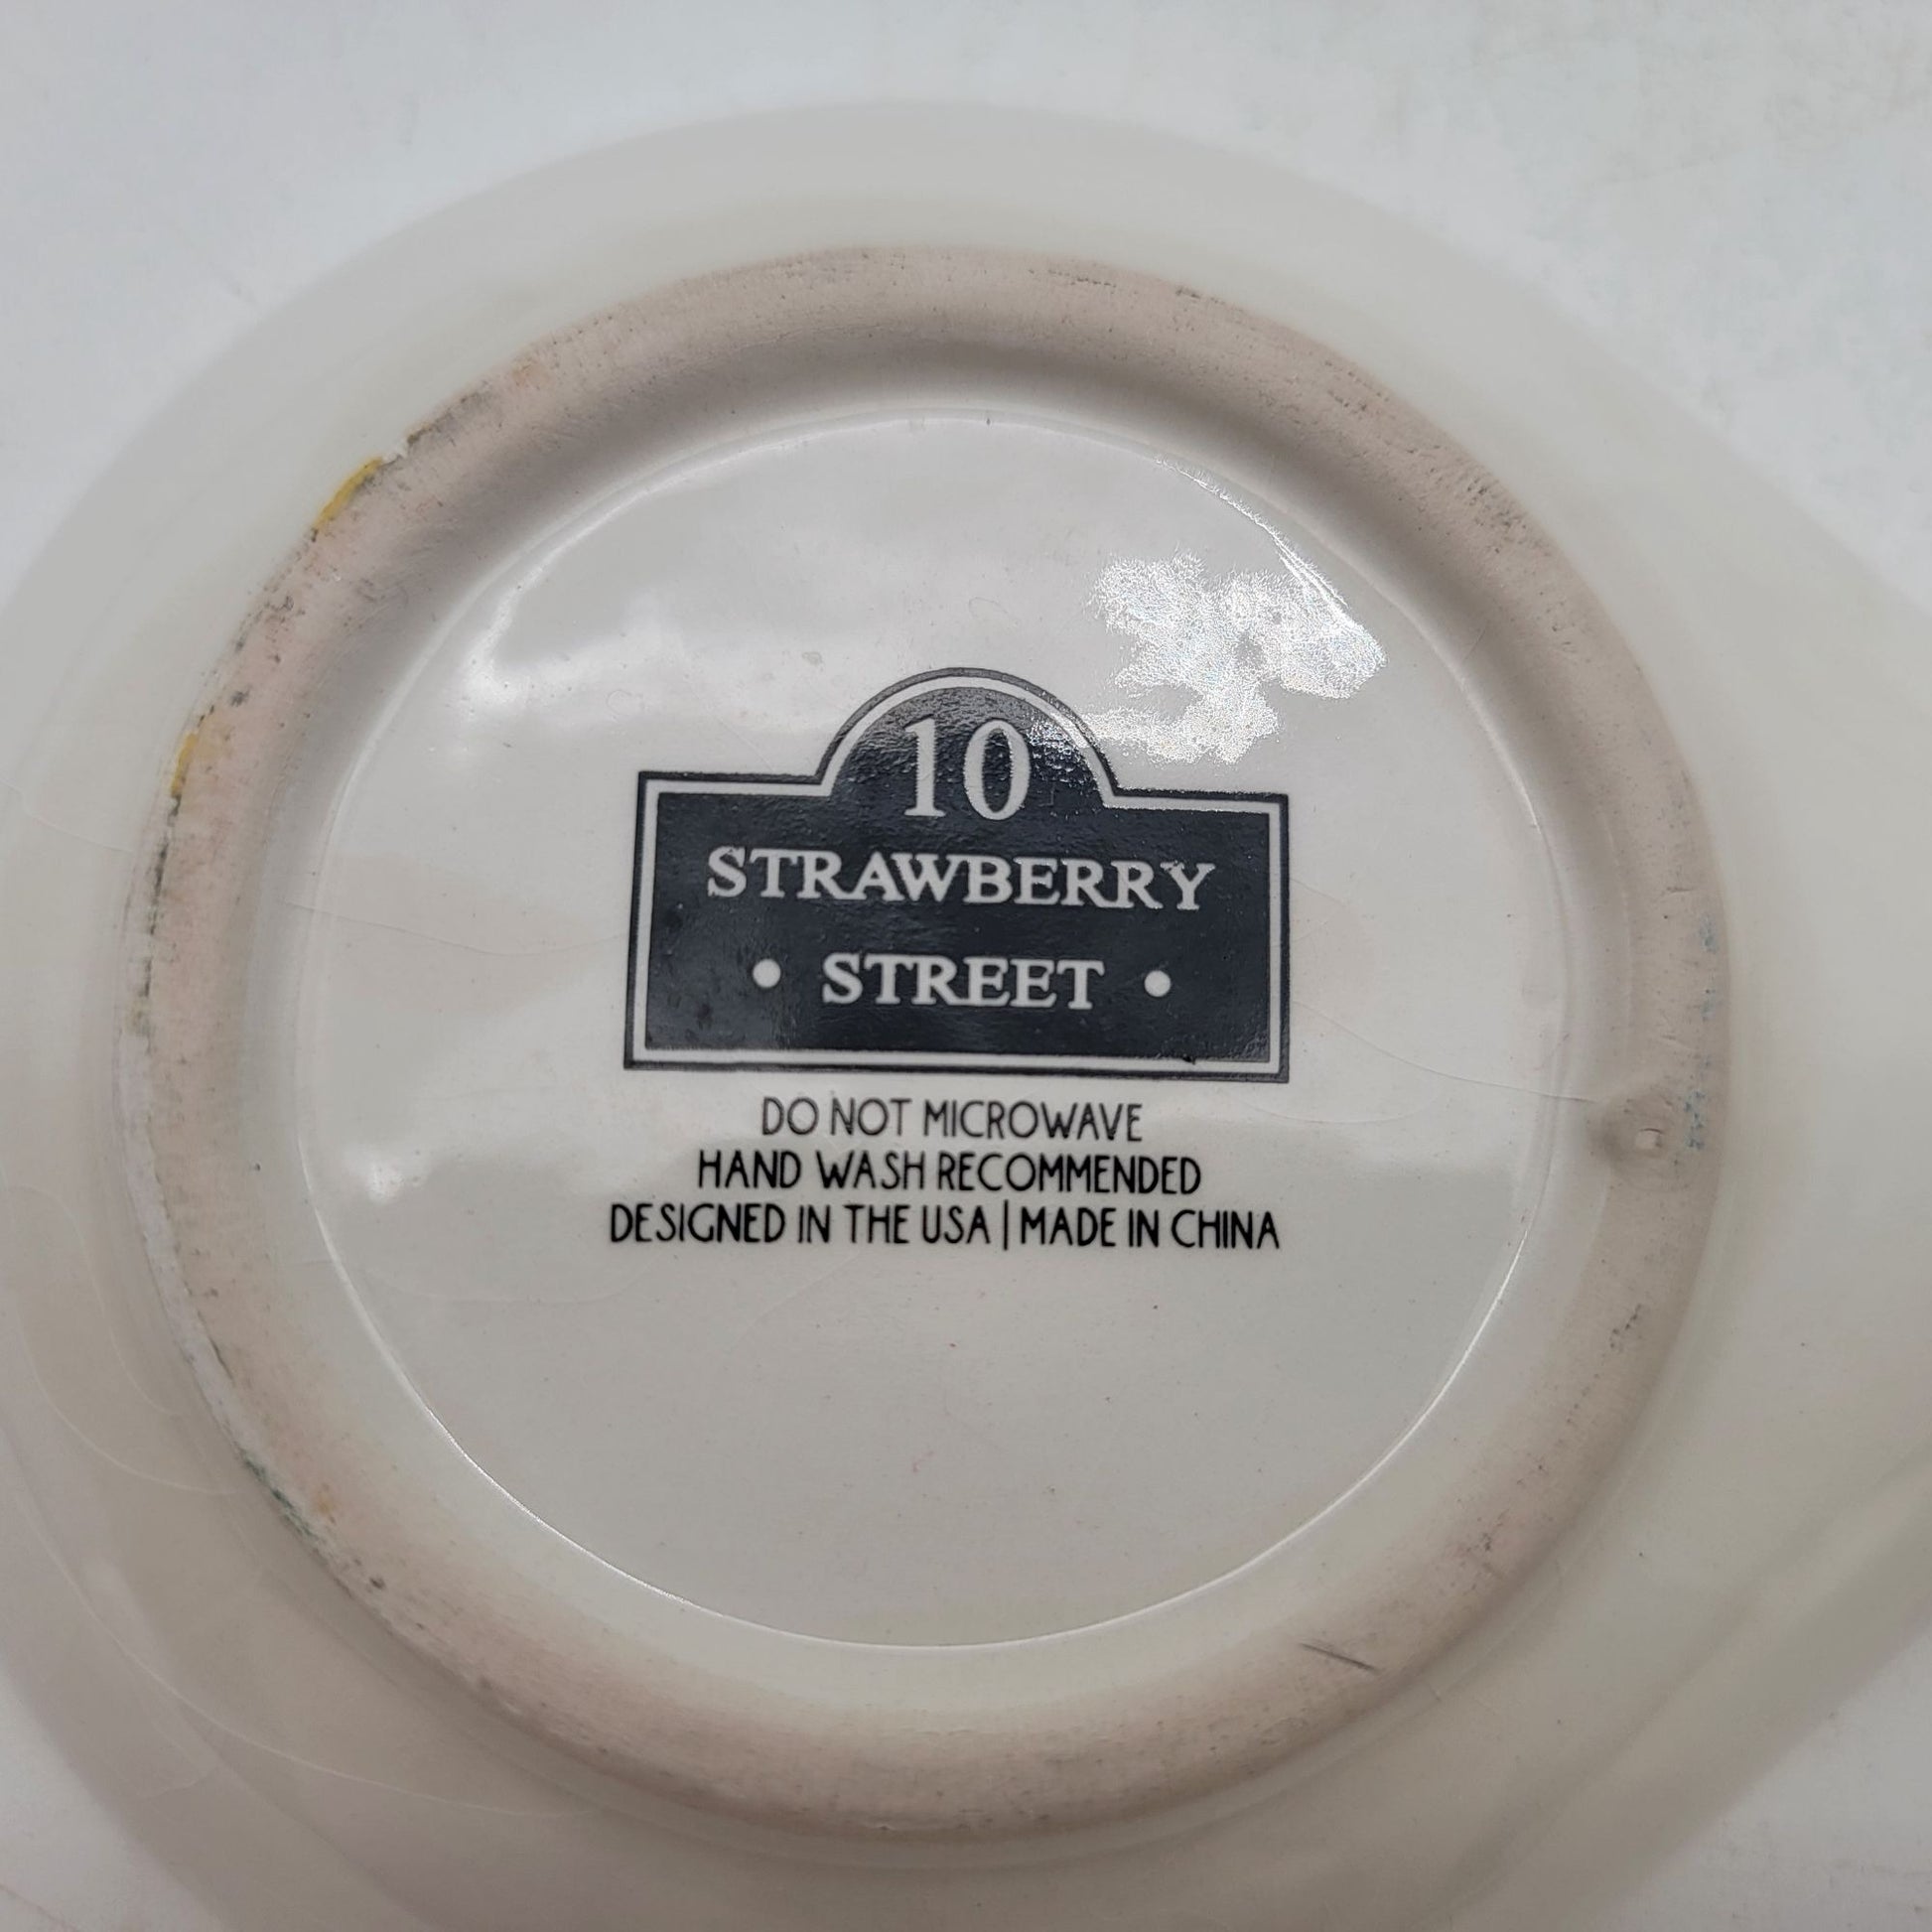 10
STRAWBERRY
• STREET •
DO NOT MICROWAVE
HAND WASH RECOMMENDED
DESIGNED IN THE USA | MADE IN CHINA